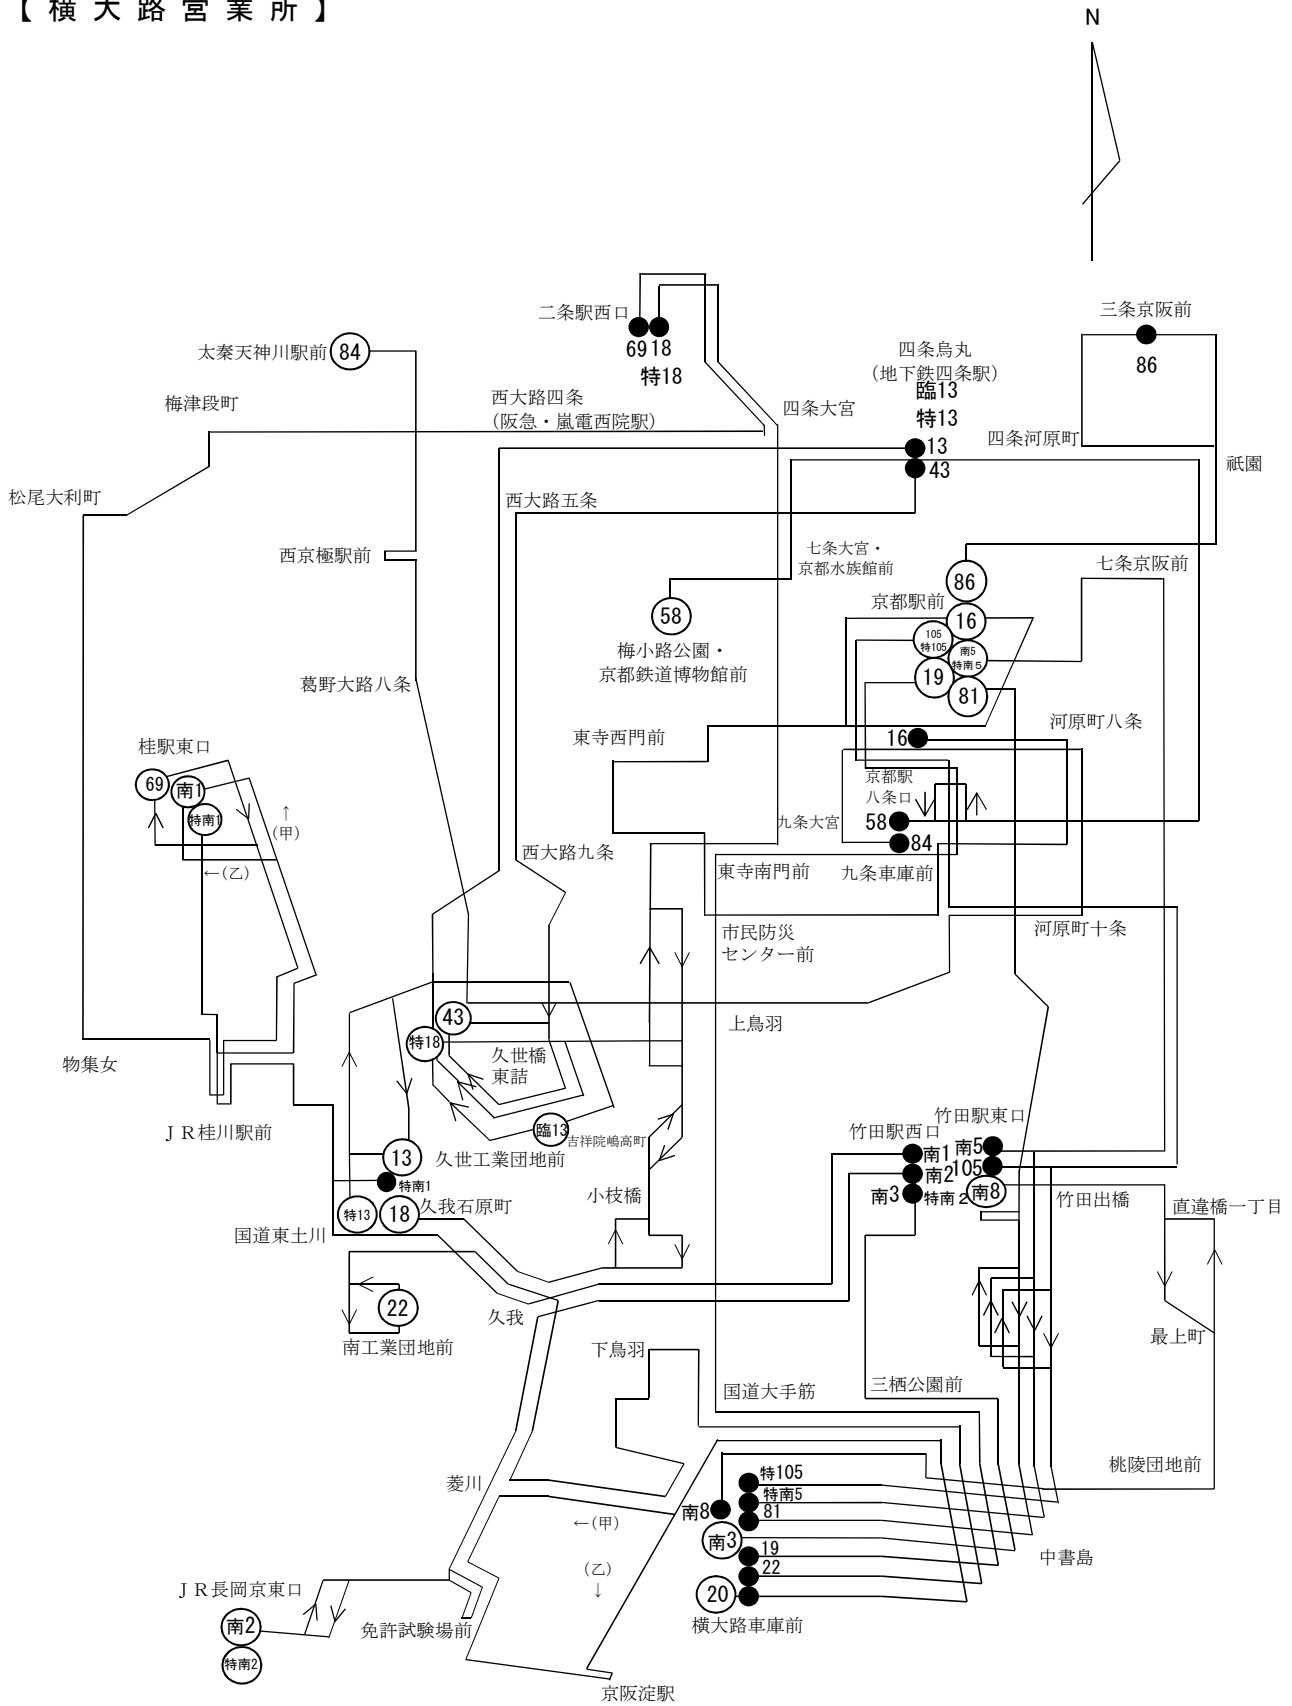 【横大路営業所】
N
二条駅西口
69 18
特18
三条京阪前
86
太秦天神川駅前
84
四条烏丸
(地下鉄四条駅)
臨13
特13
13
43
梅津段町
西大路四条
(阪急・嵐電西院駅)
四条大宮
四条河原町
祇園
松尾大利町
西大路五条
西京極駅前
七条大宮・
京都水族館前
七条京阪前
86
京都駅前
58
16
105
特105
南5
特南5
梅小路公園・
京都鉄道博物館前
19
81
葛野大路八条
河原町八条
桂駅東口
東寺西門前
16
69
南1
特南1
京都駅
八条口
↑
(甲)
九条大宮
58
84
←(乙)
西大路九条
東寺南門前
九条車庫前
市民防災
センター前
河原町十条
43
上鳥羽
特18
久世橋
東詰
物集女
JR桂川駅前
臨13
吉祥院嶋高町
竹田駅東口
竹田駅西口
13
久世工業団地前
南1
南5
南2
105
特南1
南3
特南2
南8
小枝橋
竹田出橋
直違橋一丁目
特13
18
久我石原町
国道東土川
22
久我
南工業団地前
下鳥羽
最上町
国道大手筋
三栖公園前
菱川
桃陵団地前
特105
特南5
南8
81
←(甲)
南3
19
中書島
(乙)
↓
22
JR長岡京東口
20
南2
免許試験場前
横大路車庫前
特南2
京阪淀駅